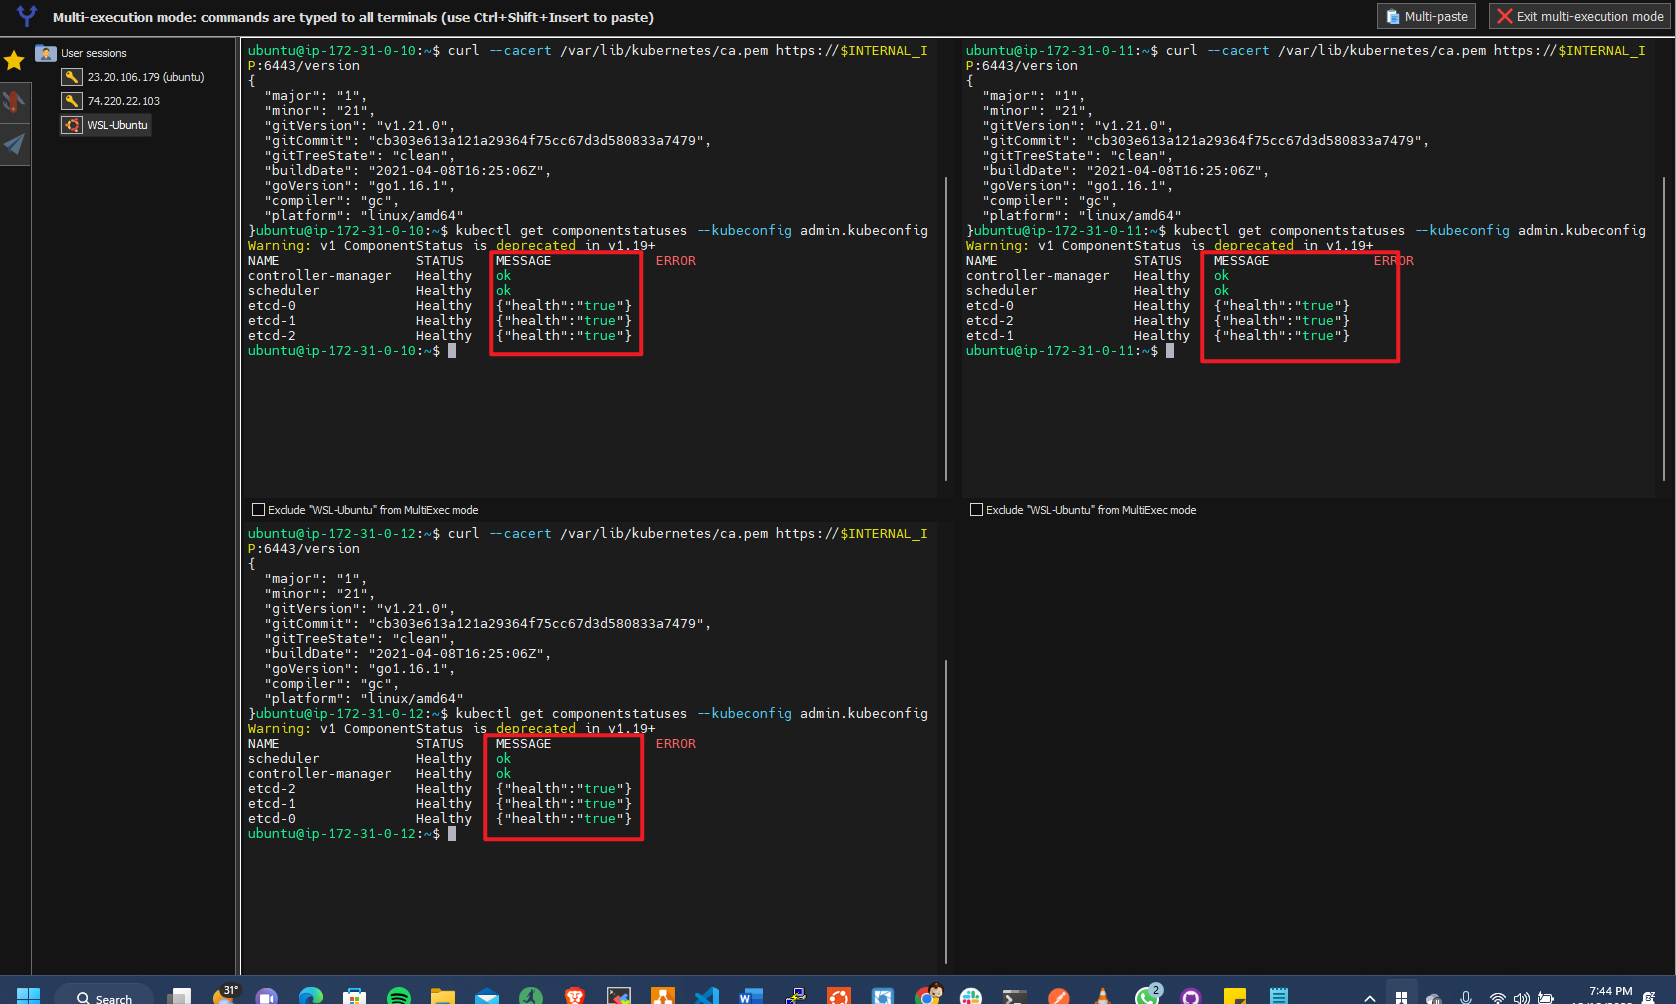 Multi-execution mode: commands are typed to all terminals (use Ctrl+Shift+Insert to paste)
Multi-paste
Exit multi-execution mode
User sessions
23.20.106.179 (ubuntu)
74.220.22.103
WSL-Ubuntu
ubuntu@ip-172-31-0-10:~$ curl --cacert /var/lib/kubernetes/ca.pem https://$INTERNAL_I
P:6443/version
{
  "major": "1",
  "minor": "21",
  "gitVersion": "v1.21.0",
  "gitCommit": "cb303e613a121a29364f75cc67d3d580833a7479",
  "gitTreeState": "clean",
  "buildDate": "2021-04-08T16:25:06Z",
  "goVersion": "go1.16.1",
  "compiler": "gc",
  "platform": "linux/amd64"
}ubuntu@ip-172-31-0-10:~$ kubectl get componentstatuses --kubeconfig admin.kubeconfig
Warning: v1 ComponentStatus is deprecated in v1.19+
NAME                 STATUS    MESSAGE             ERROR
controller-manager   Healthy   ok
scheduler            Healthy   ok
etcd-0               Healthy   {"health":"true"}
etcd-1               Healthy   {"health":"true"}
etcd-2               Healthy   {"health":"true"}
ubuntu@ip-172-31-0-10:~$
Exclude "WSL-Ubuntu" from MultiExec mode
ubuntu@ip-172-31-0-11:~$ curl --cacert /var/lib/kubernetes/ca.pem https://$INTERNAL_I
P:6443/version
{
  "major": "1",
  "minor": "21",
  "gitVersion": "v1.21.0",
  "gitCommit": "cb303e613a121a29364f75cc67d3d580833a7479",
  "gitTreeState": "clean",
  "buildDate": "2021-04-08T16:25:06Z",
  "goVersion": "go1.16.1",
  "compiler": "gc",
  "platform": "linux/amd64"
}ubuntu@ip-172-31-0-11:~$ kubectl get componentstatuses --kubeconfig admin.kubeconfig
Warning: v1 ComponentStatus is deprecated in v1.19+
NAME                 STATUS    MESSAGE             ERROR
controller-manager   Healthy   ok
scheduler            Healthy   ok
etcd-0               Healthy   {"health":"true"}
etcd-2               Healthy   {"health":"true"}
etcd-1               Healthy   {"health":"true"}
ubuntu@ip-172-31-0-11:~$
Exclude "WSL-Ubuntu" from MultiExec mode
ubuntu@ip-172-31-0-12:~$ curl --cacert /var/lib/kubernetes/ca.pem https://$INTERNAL_I
P:6443/version
{
  "major": "1",
  "minor": "21",
  "gitVersion": "v1.21.0",
  "gitCommit": "cb303e613a121a29364f75cc67d3d580833a7479",
  "gitTreeState": "clean",
  "buildDate": "2021-04-08T16:25:06Z",
  "goVersion": "go1.16.1",
  "compiler": "gc",
  "platform": "linux/amd64"
}ubuntu@ip-172-31-0-12:~$ kubectl get componentstatuses --kubeconfig admin.kubeconfig
Warning: v1 ComponentStatus is deprecated in v1.19+
NAME                 STATUS    MESSAGE             ERROR
scheduler            Healthy   ok
controller-manager   Healthy   ok
etcd-2               Healthy   {"health":"true"}
etcd-1               Healthy   {"health":"true"}
etcd-0               Healthy   {"health":"true"}
ubuntu@ip-172-31-0-12:~$
Search
31°
2
7:44 PM